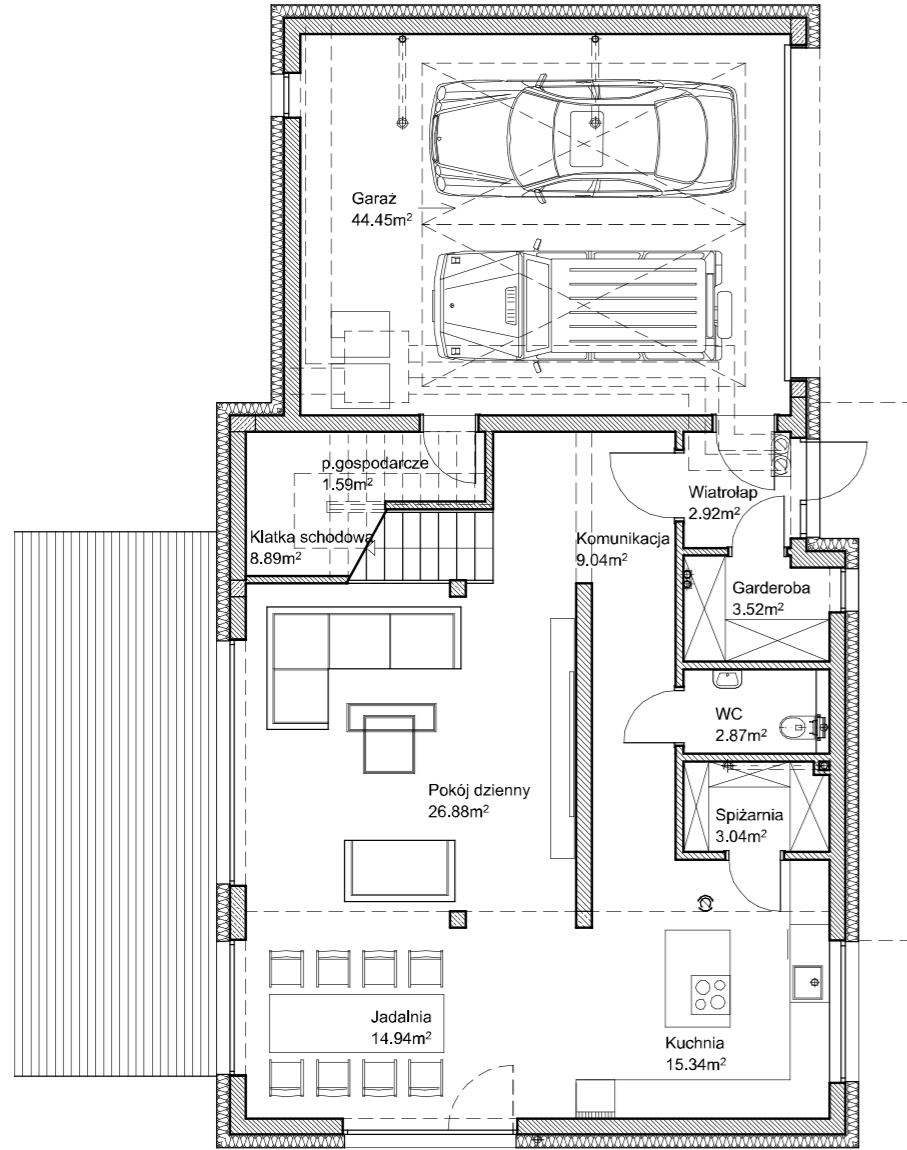 Garaż
44.45m²
p.gospodarcze
1.59m²
Klatka schodowa
8.89m²
Wiatrołap
2.92m²
Komunikacja
9.04m²
Garderoba
3.52m²
WC
2.87m²
Pokój dzienny
26.88m²
Spiżarnia
3.04m²
Jadalnia
14.94m²
Kuchnia
15.34m²